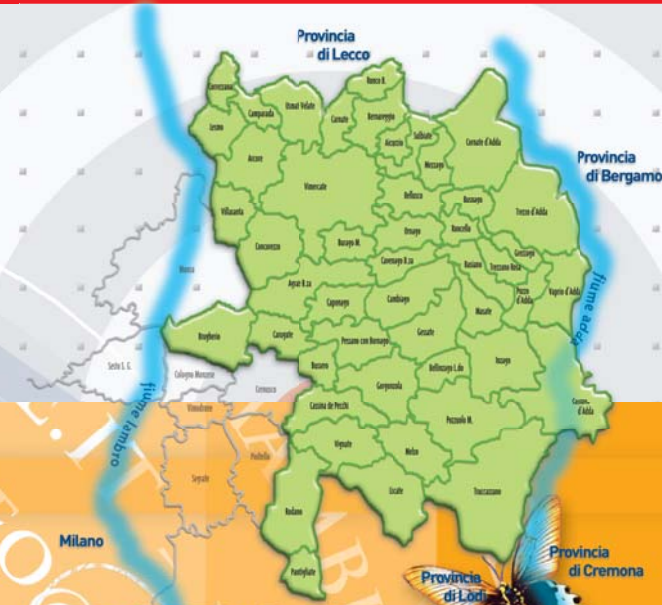 Provincia
di Lecco
Correzzana
Ronco B.
Camparada
Usmat Velate
Carnate
Bernareggio
Lesmo
Sulbiate
Cornate d'Adda
Aicurzio
Arcore
Mezzago
Provincia
di Bergamo
Vimercate
Bellusco
Busnago
Villasanta
Trezzo d'Adda
Ornago
Roncello
Concorezzo
Burago M.
Grezzago
Cavenago B.za
Basiano
Trezzano Rosa
Monza
Agrate B.za
Pozzo
d'Adda
Vaprio d'Adda
Caponago
Cambiago
Masate
fiume adda
Brugherio
Carugate
Pessano con Bornago
Gessate
Inzago
Sesto S. G.
Cologno Monzese
Bussero
Bellinzago L.do
fiume lambro
Cernusco
Gorgonzola
Cassano
d'Adda
Vimodrone
Cassina de Pecchi
Pozzuolo M.
Vignate
Melzo
Pioltello
Segrate
Liscate
Truccazzano
Rodano
Milano
Pantigliate
Provincia
di Cremona
Provincia
di Lodi